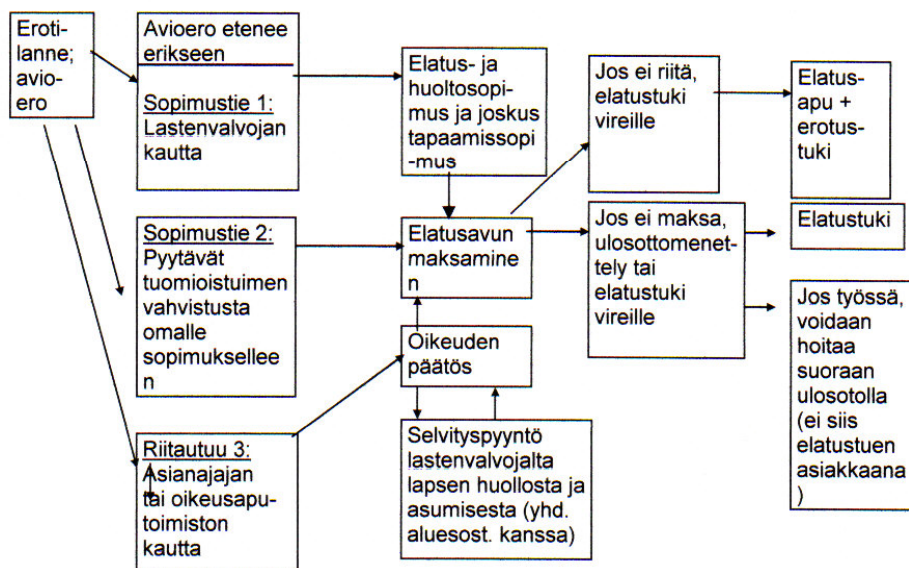 Eroti-
lanne;
avio-
ero
Avioero etenee
erikseen
Sopimustie 1:
Lastenvalvojan
kautta
Elatus- ja
huoltosopi-
mus ja joskus
tapaamissopi
-mus
Jos ei riitä,
elatustuki
vireille
Elatus-
apu +
erotus-
tuki
Sopimustie 2:
Pyytävät
tuomioistuimen
vahvistusta
omalle
sopimuksellee
n
Elatusavun
maksamine
n
Jos ei maksa,
ulosottomenet-
tely tai
elatustuki
vireille
Elatustuki
Jos työssä,
voidaan
hoitaa
suoraan
ulosotolla
(ei siis
elatustuen
asiakkaana
)
Oikeuden
päätös
Riitautuu 3:
Asianajajan
tai oikeusapu-
toimiston
kautta
Selvityspyyntö
lastenvalvojalta
lapsen huollosta ja
asumisesta (yhd.
aluesost. kanssa)